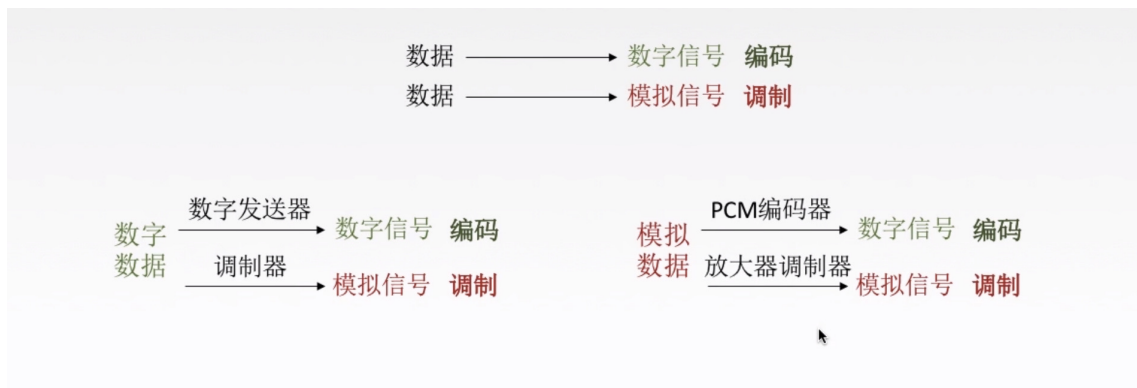 数据 数字信号 编码
数据 模拟信号 调制
数字发送器
数字数据
数字信号 编码
调制器
模拟信号 调制
PCM编码器
模拟数据
数字信号 编码
放大器调制器
模拟信号 调制